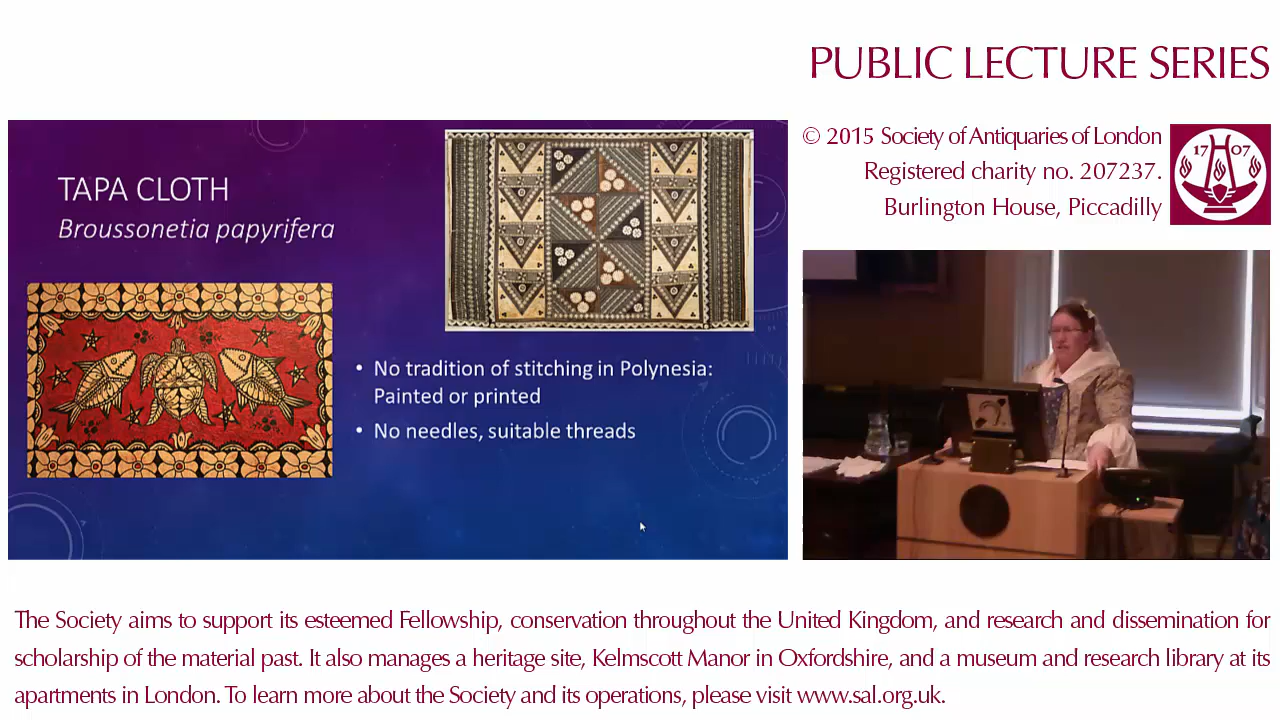 PUBLIC LECTURE SERIES
© 2015 Society of Antiquaries of London
Registered charity no. 207237.
Burlington House, Piccadilly
17 07
TAPA CLOTH
Broussonetia papyrifera
• No tradition of stitching in Polynesia:
Painted or printed
• No needles, suitable threads
The Society aims to support its esteemed Fellowship, conservation throughout the United Kingdom, and research and dissemination for
scholarship of the material past. It also manages a heritage site, Kelmscott Manor in Oxfordshire, and a museum and research library at its
apartments in London. To learn more about the Society and its operations, please visit www.sal.org.uk.